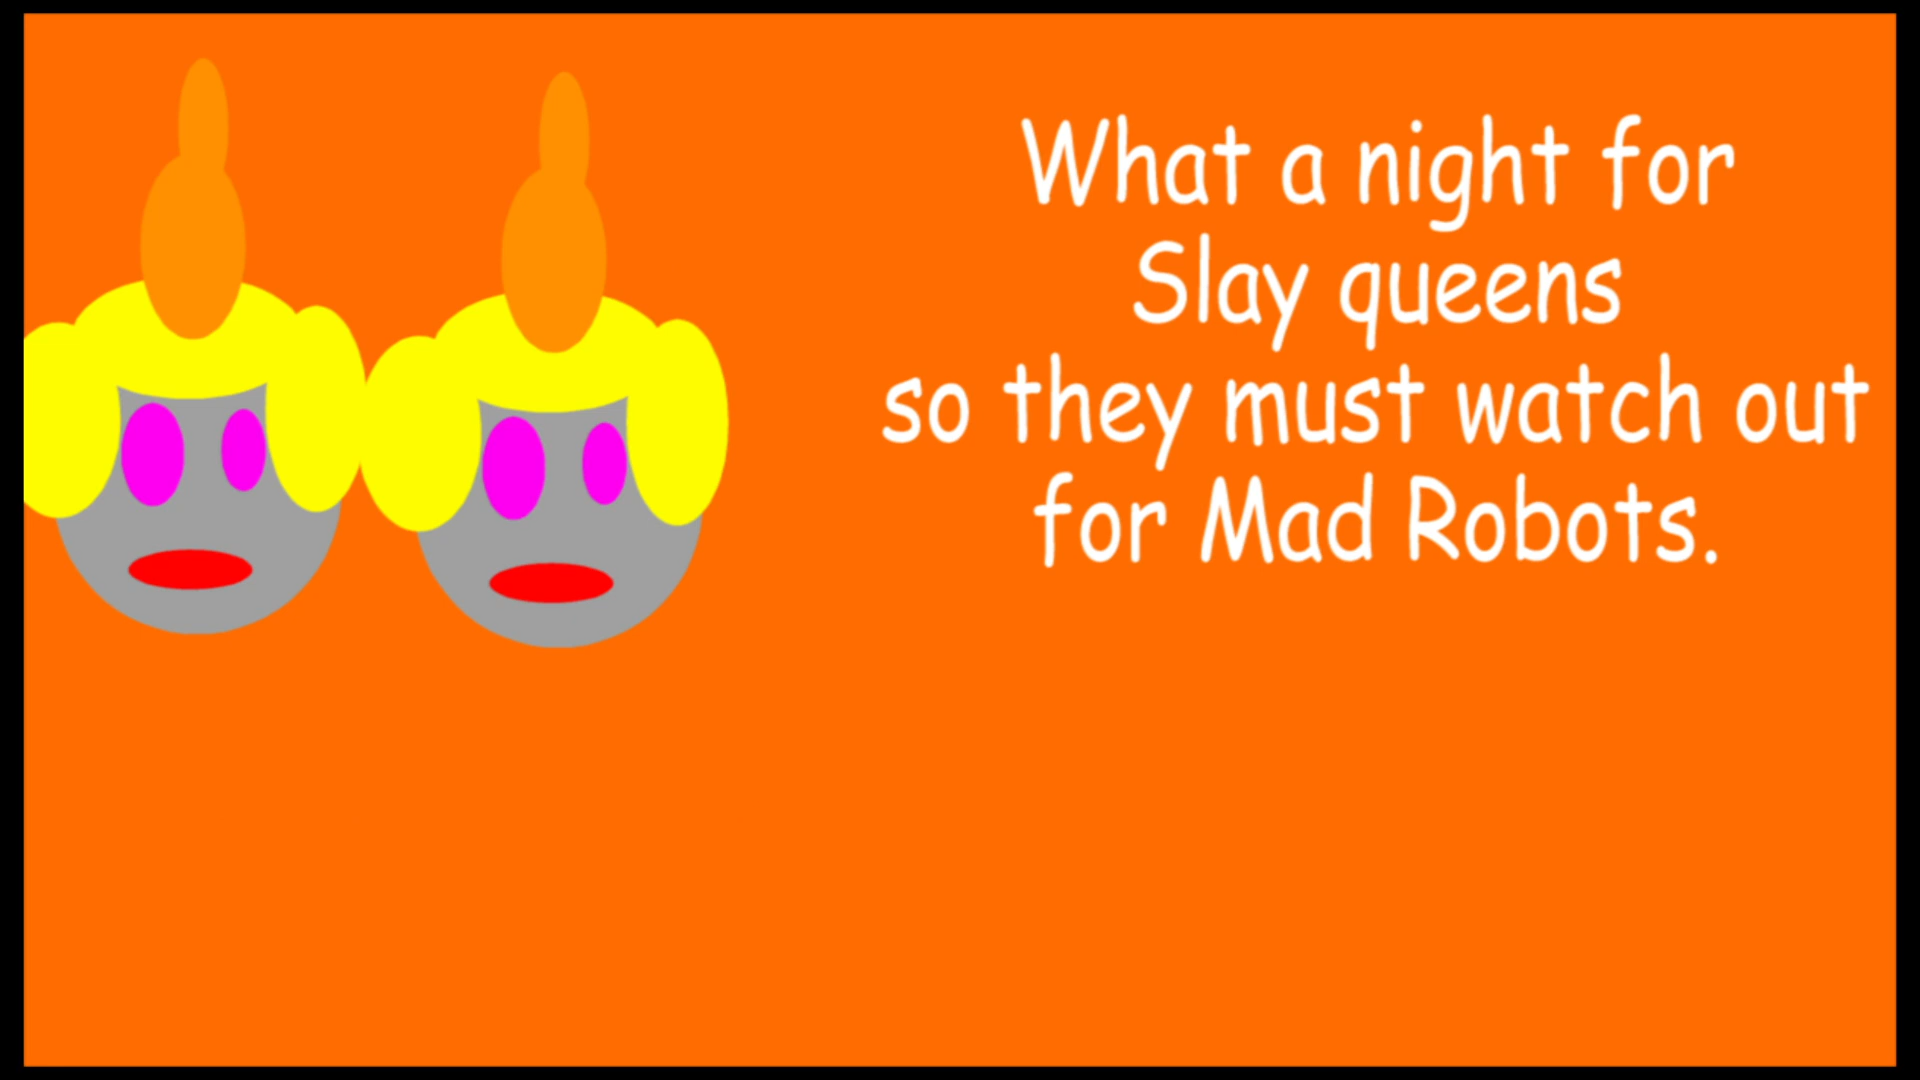 What a night for
Slay queens
so they must watch out
for Mad Robots.